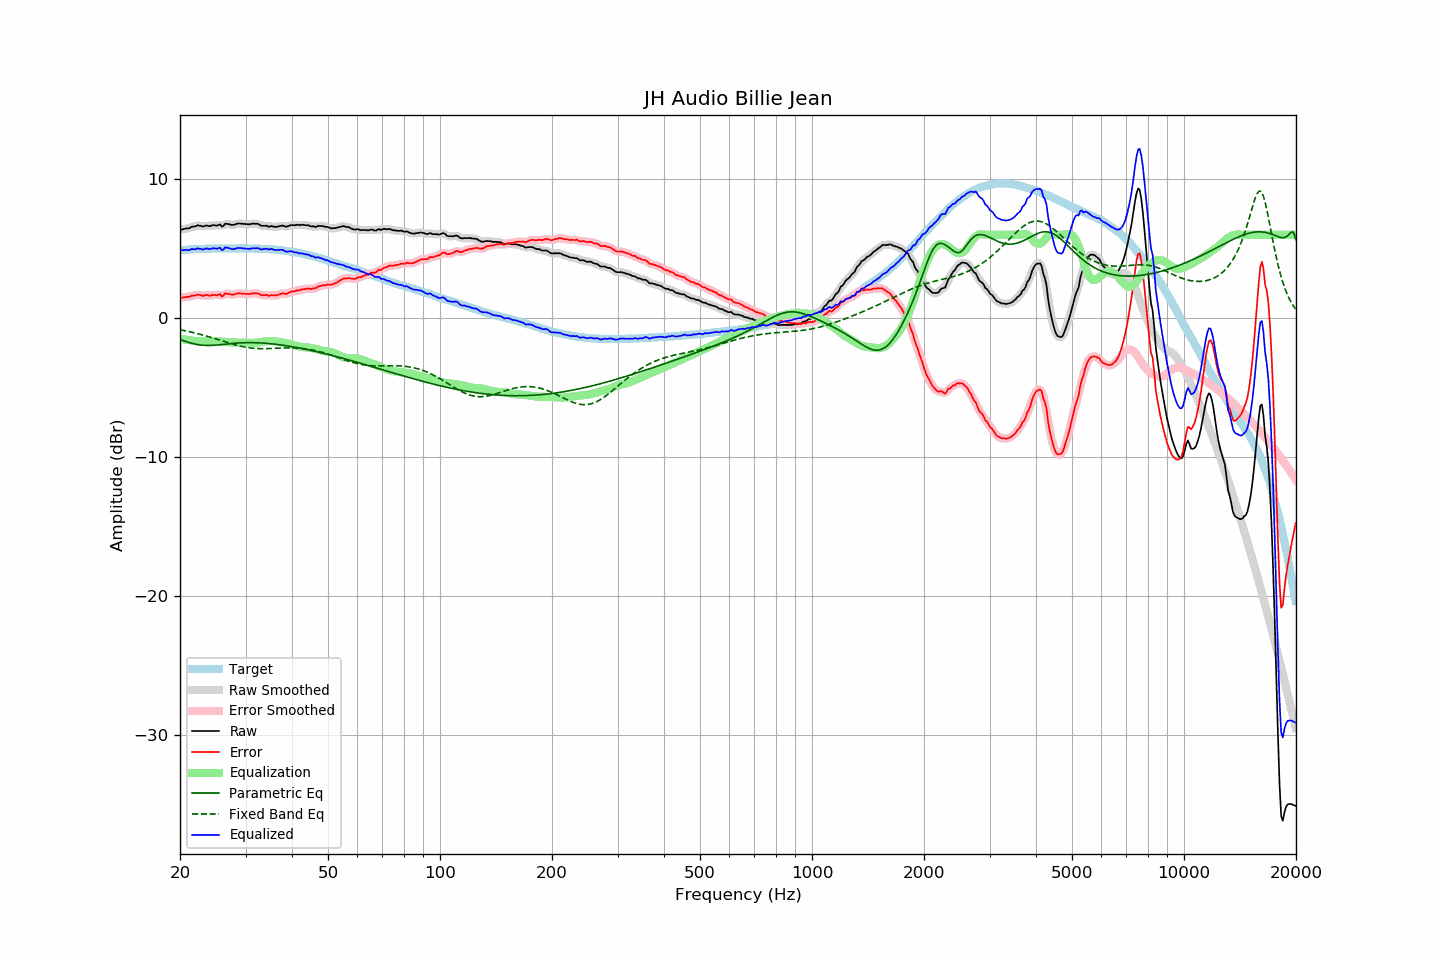 JH Audio Billie Jean
Amplitude (dBr)
10
0
−10
−20
−30
Target
Raw Smoothed
Error Smoothed
Raw
Error
Equalization
Parametric Eq
Fixed Band Eq
Equalized
20 50 100 200 500 1000 2000 5000 10000 20000
Frequency (Hz)